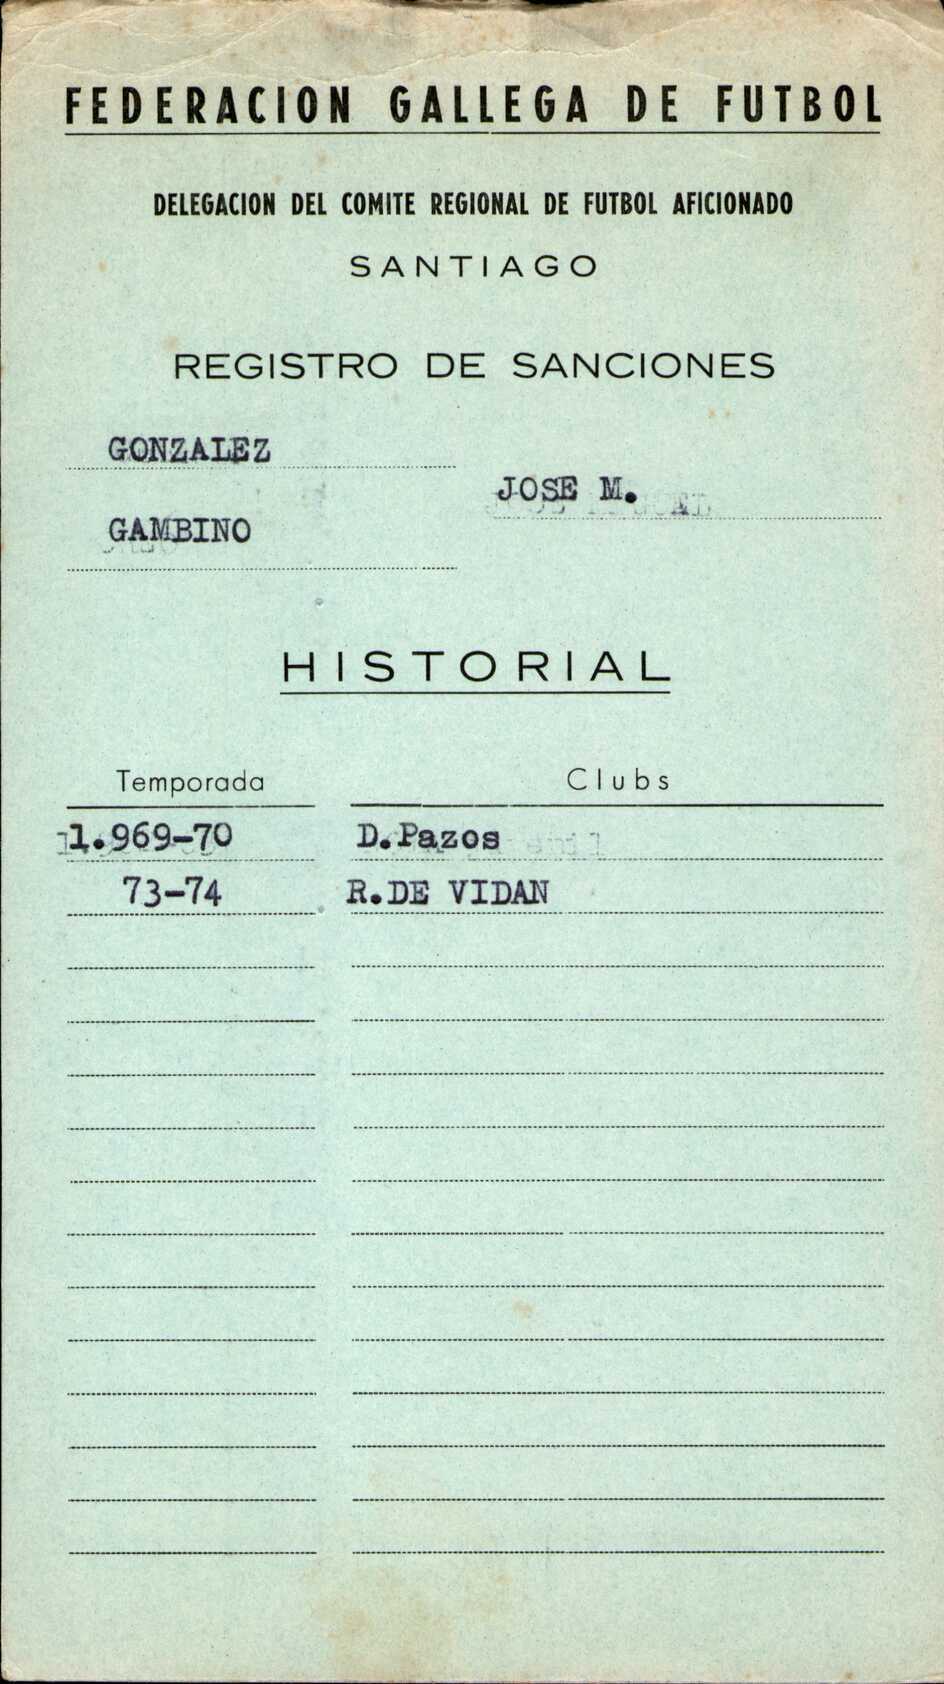 FEDERACION GALLEGA DE FUTBOL
DELEGACION DEL COMITE REGIONAL DE FUTBOL AFICIONADO
SANTIAGO
REGISTRO DE SANCIONES
GONZALEZ
JOSE M.
GAMBINO
HISTORIAL
Temporada Clubs
1.969-70 D.Pazos
73-74 R.DE VIDAN